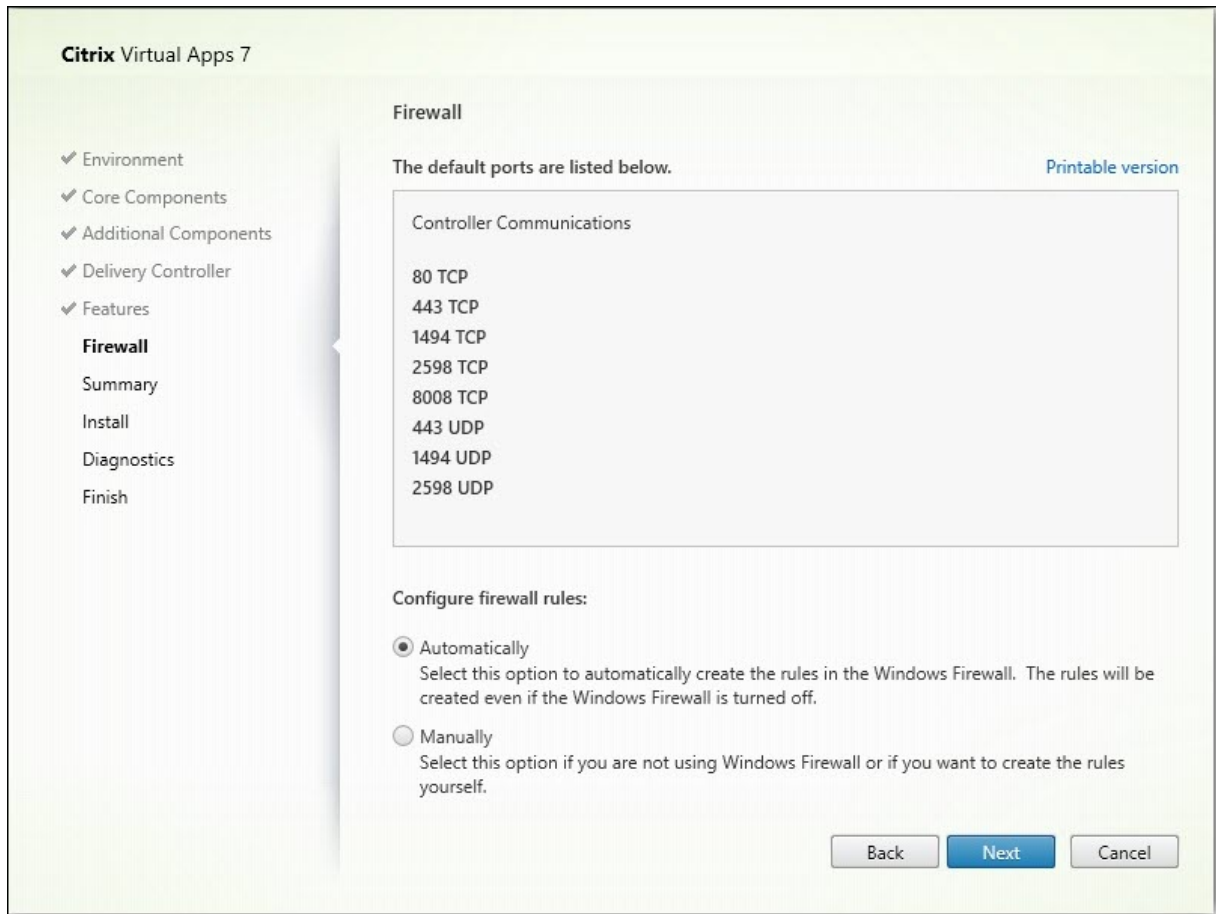 Citrix Virtual Apps 7
Environment
Core Components
Additional Components
Delivery Controller
Features
Firewall
Summary
Install
Diagnostics
Finish
Firewall
The default ports are listed below.
Printable version
Controller Communications
80 TCP
443 TCP
1494 TCP
2598 TCP
8008 TCP
443 UDP
1494 UDP
2598 UDP
Configure firewall rules:
Automatically
Select this option to automatically create the rules in the Windows Firewall.  The rules will be
created even if the Windows Firewall is turned off.
Manually
Select this option if you are not using Windows Firewall or if you want to create the rules
yourself.
Back
Next
Cancel